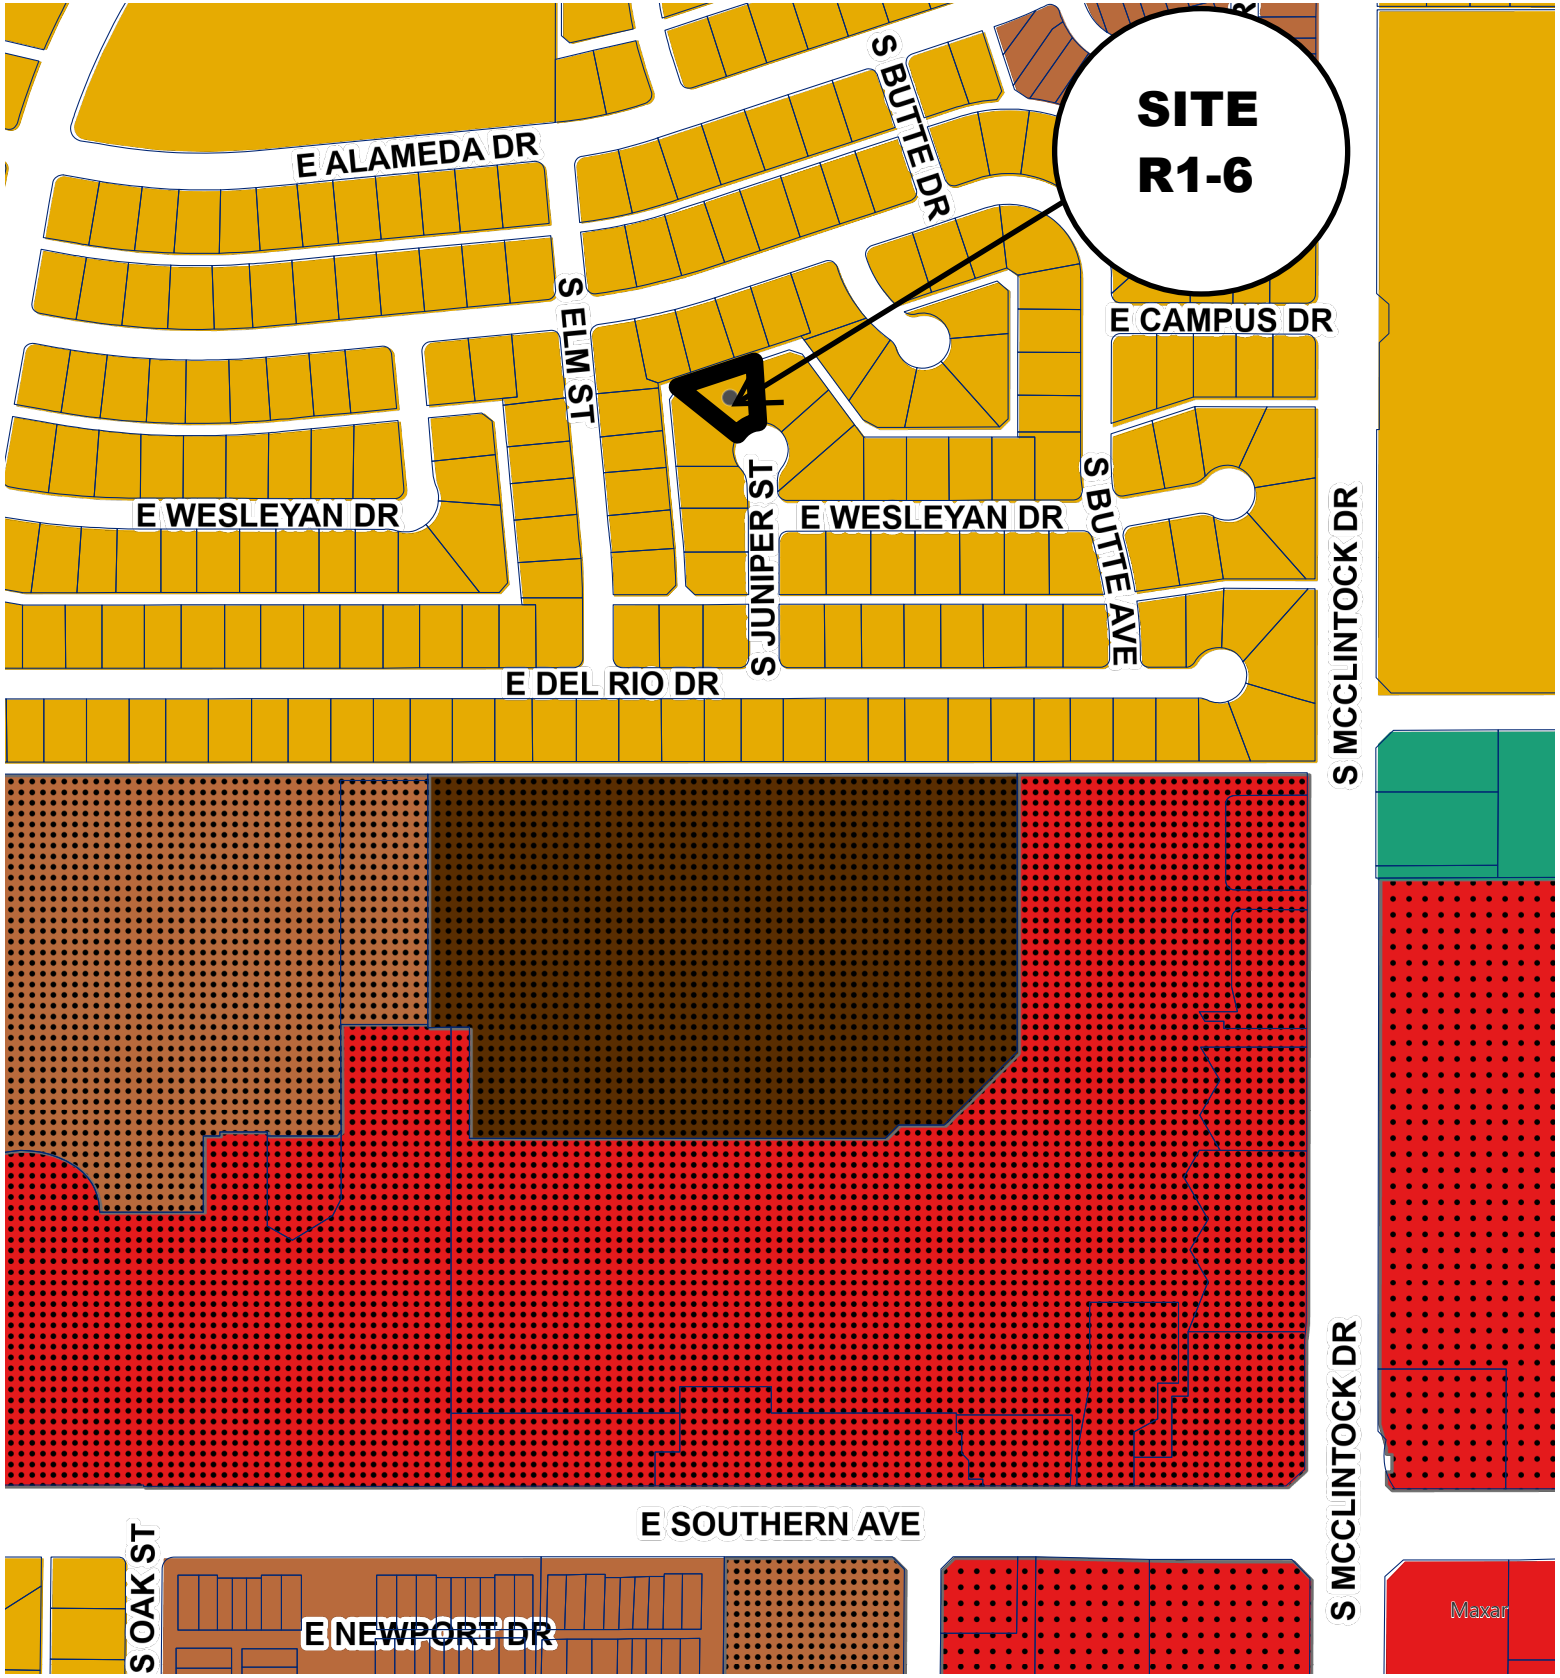 SITE
R1-6
S BUTTE DR
E ALAMEDA DR
S ELM ST
E CAMPUS DR
E WESLEYAN DR
E WESLEYAN DR
S JUNIPER ST
S BUTTE AVE
S MCCLINTOCK DR
E DEL RIO DR
S MCCLINTOCK DR
E SOUTHERN AVE
S OAK ST
E NEWPORT DR
Maxar